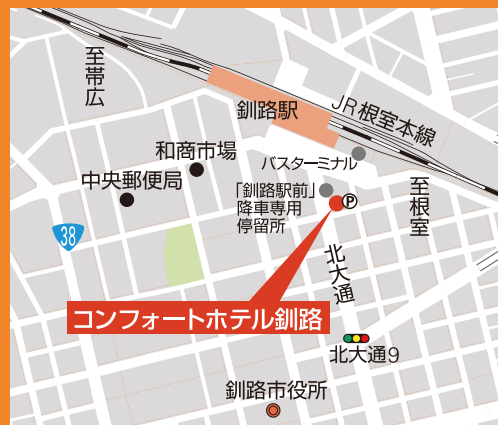 至帯広
釧路駅
JR根室本線
和商市場
バスターミナル
中央郵便局
「釧路駅前」
降車専用
停留所
P
至根室
38
北大通
コンフォートホテル釧路
北大通9
釧路市役所